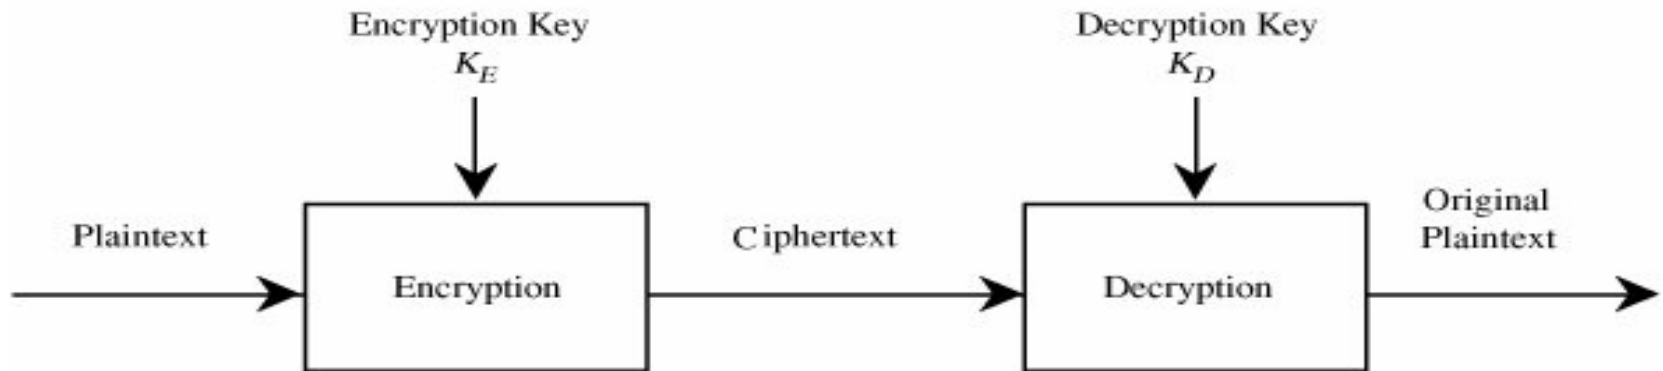 Encryption Key
K_E
Decryption Key
K_D
Plaintext
Encryption
Ciphertext
Decryption
Original
Plaintext